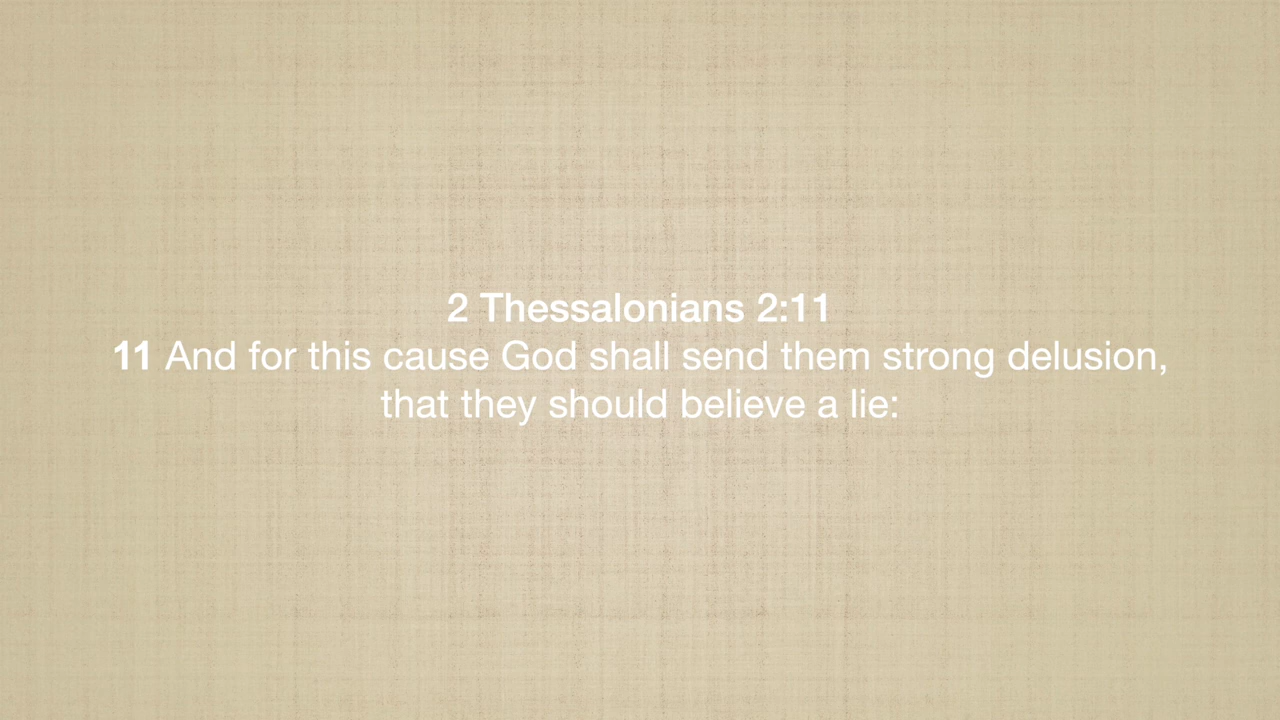 2 Thessalonians 2:11
11 And for this cause God shall send them strong delusion,
that they should believe a lie: